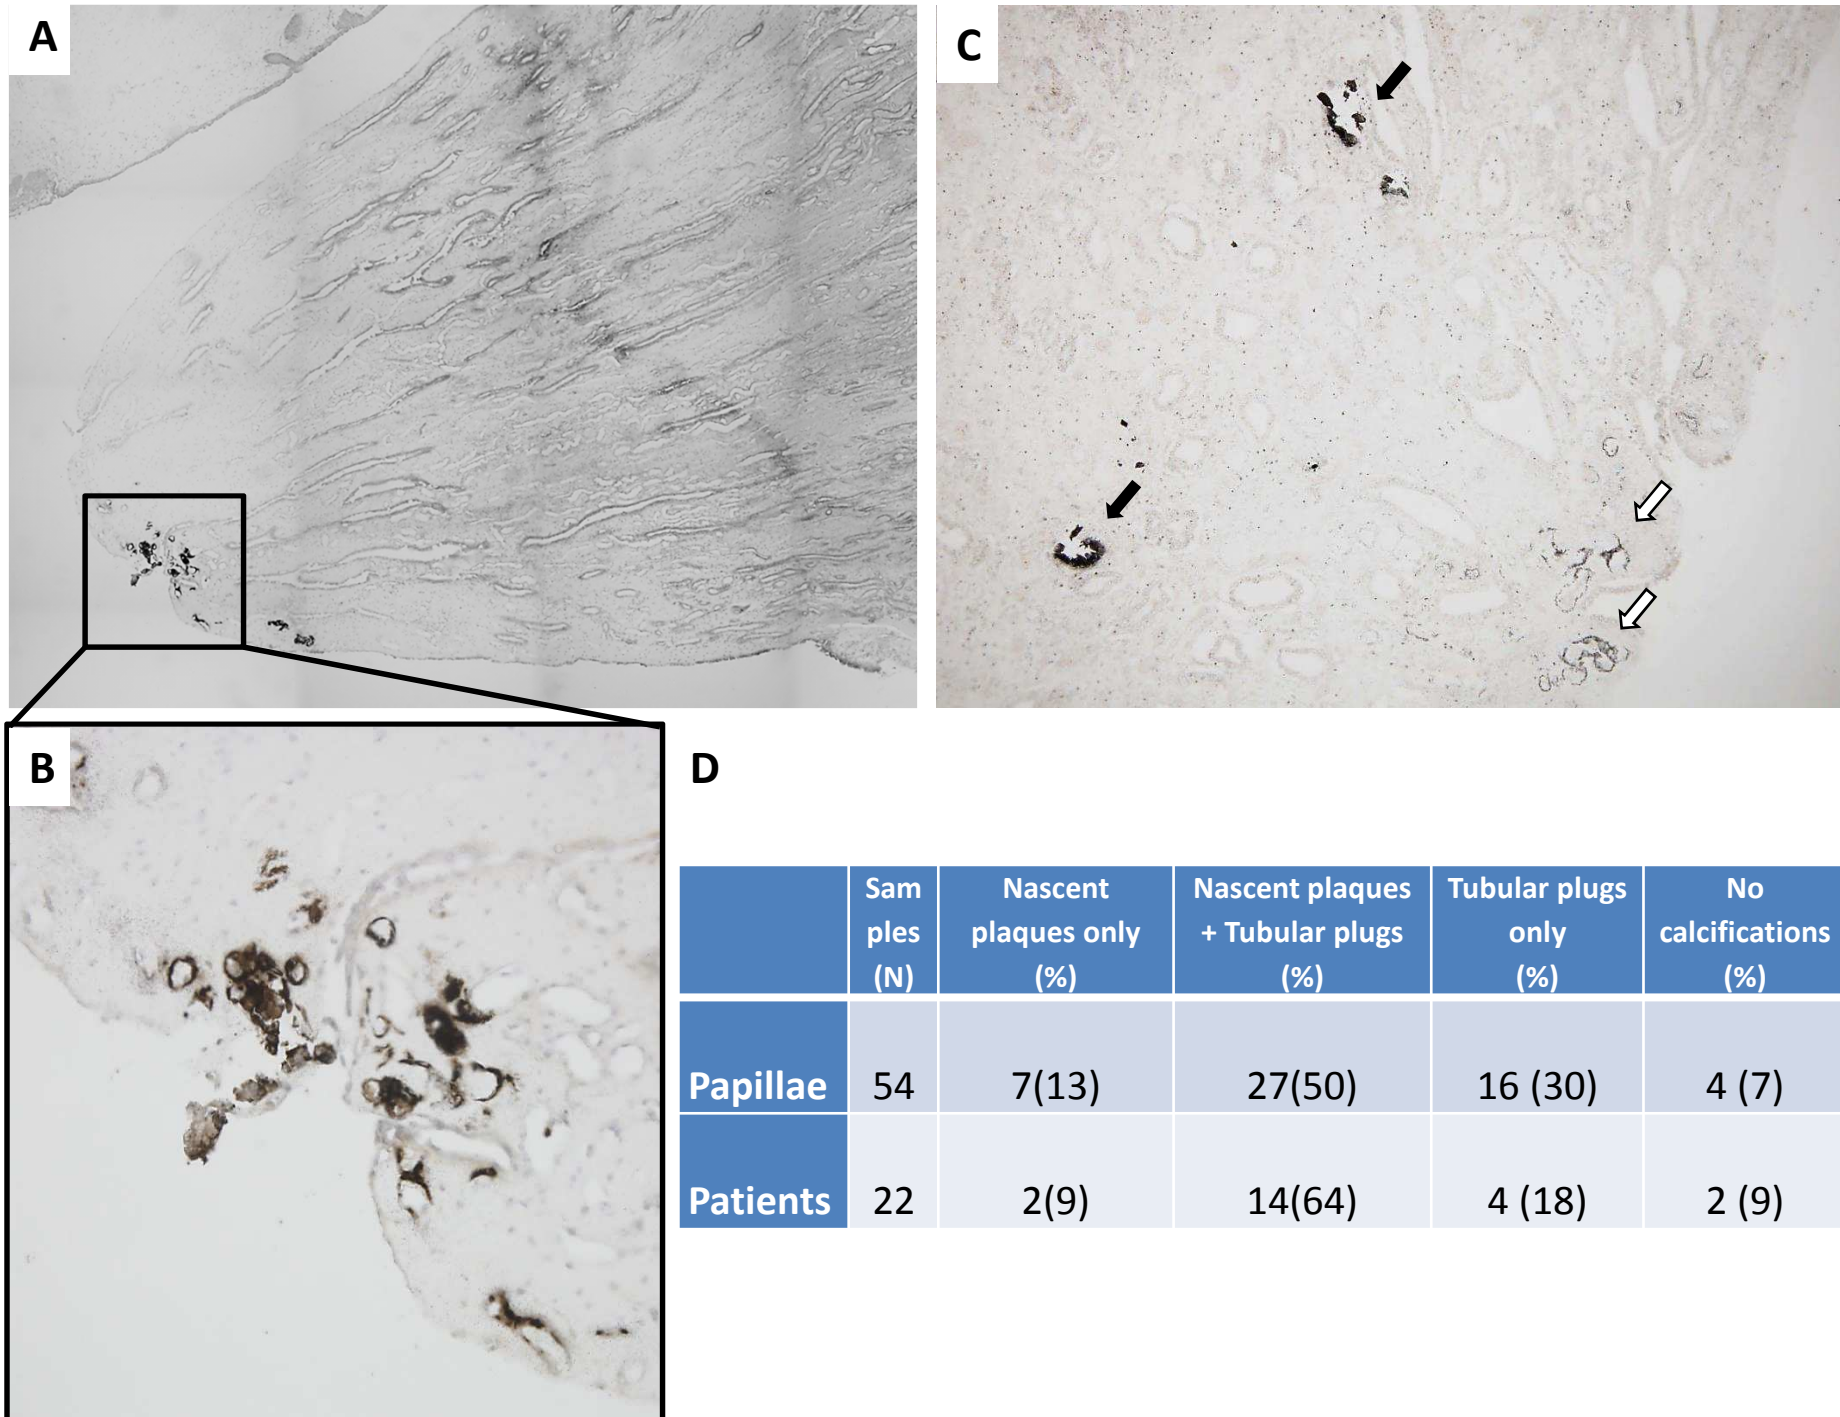 A
C
B
D
Sam
ples
(N)
Nascent
plaques only
(%)
Nascent plaques
+ Tubular plugs
(%)
Tubular plugs
only
(%)
No
calcifications
(%)
Papillae 54 7(13) 27(50) 16 (30) 4 (7)
Patients 22 2(9) 14(64) 4 (18) 2 (9)